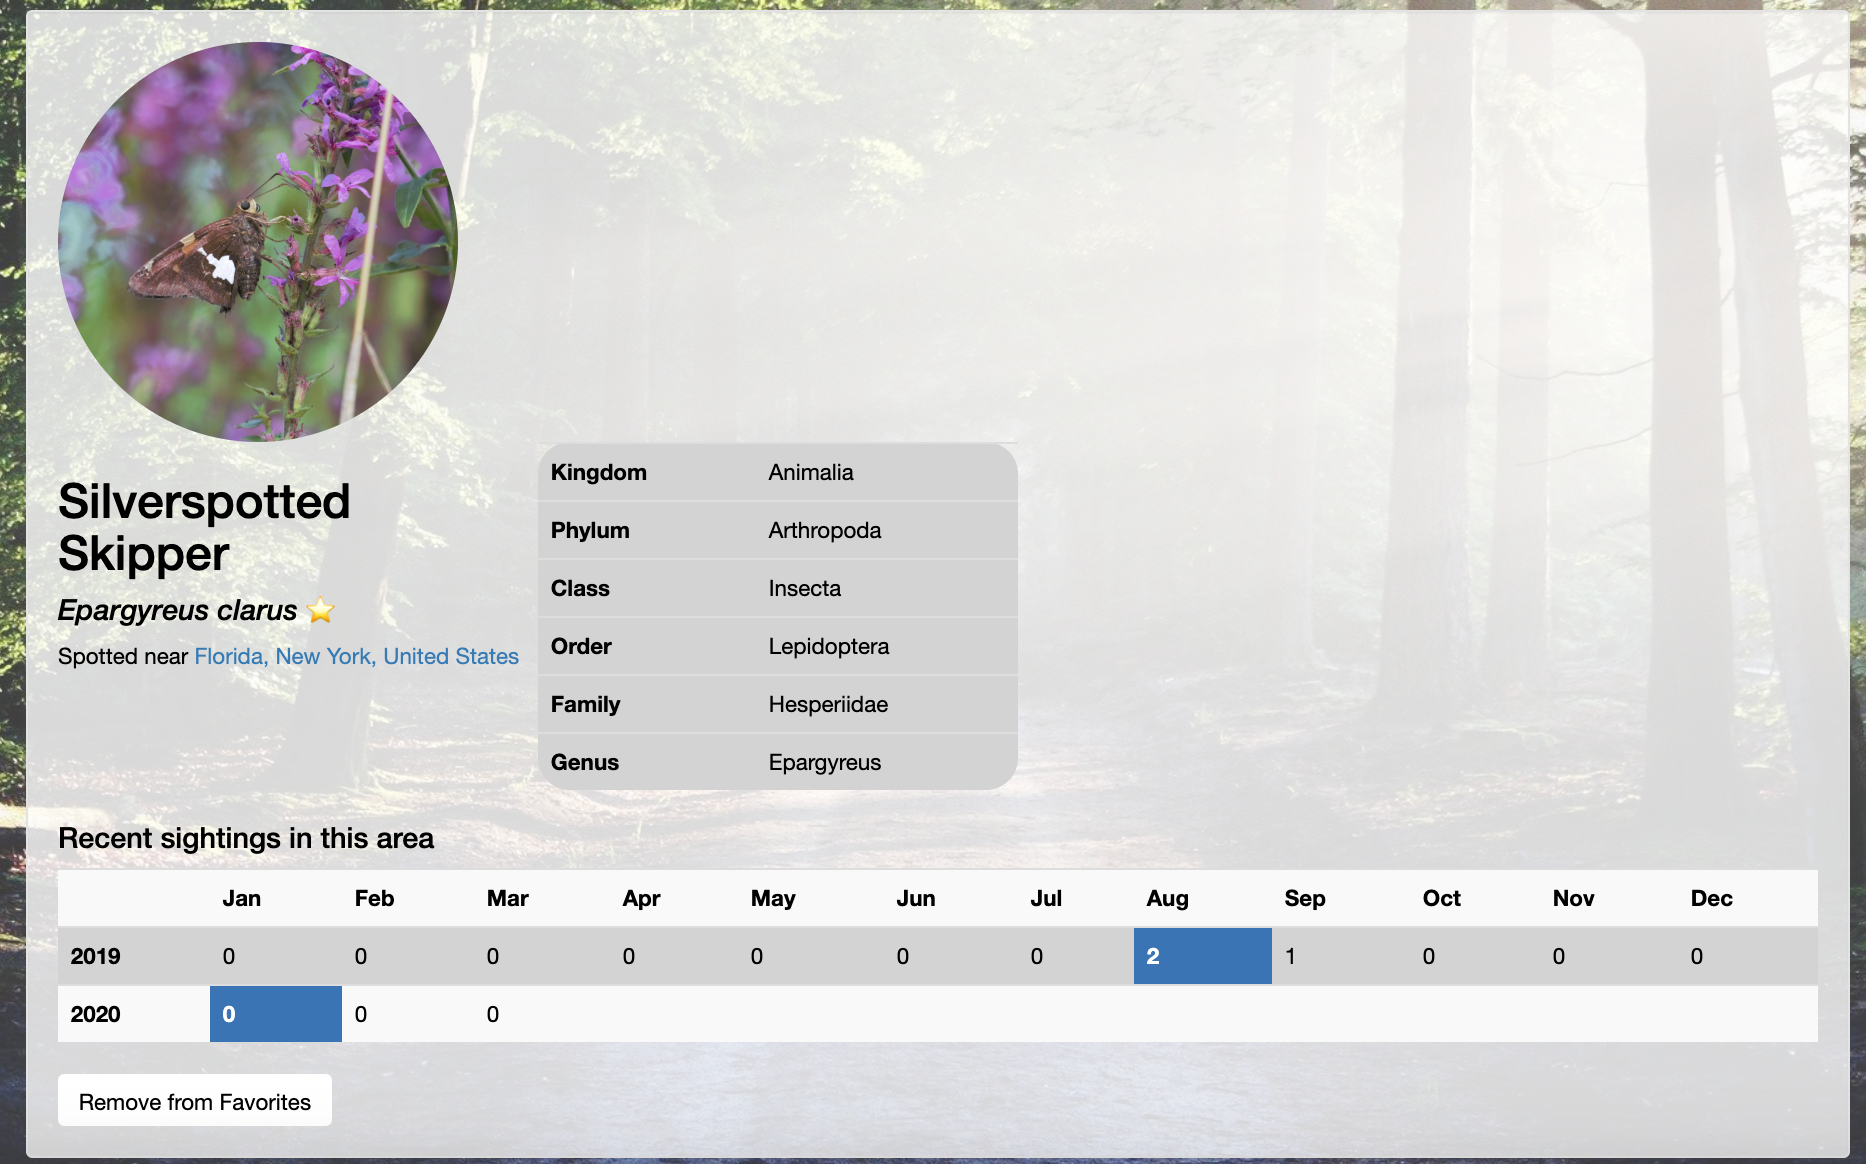 Silverspotted
Skipper
Epargyreus clarus ⭐
Spotted near Florida, New York, United States
Kingdom Animalia
Phylum Arthropoda
Class Insecta
Order Lepidoptera
Family Hesperiidae
Genus Epargyreus
Recent sightings in this area
Jan Feb Mar Apr May Jun Jul Aug Sep Oct Nov Dec
2019 0 0 0 0 0 0 0 2 1 0 0 0
2020 0 0 0
Remove from Favorites